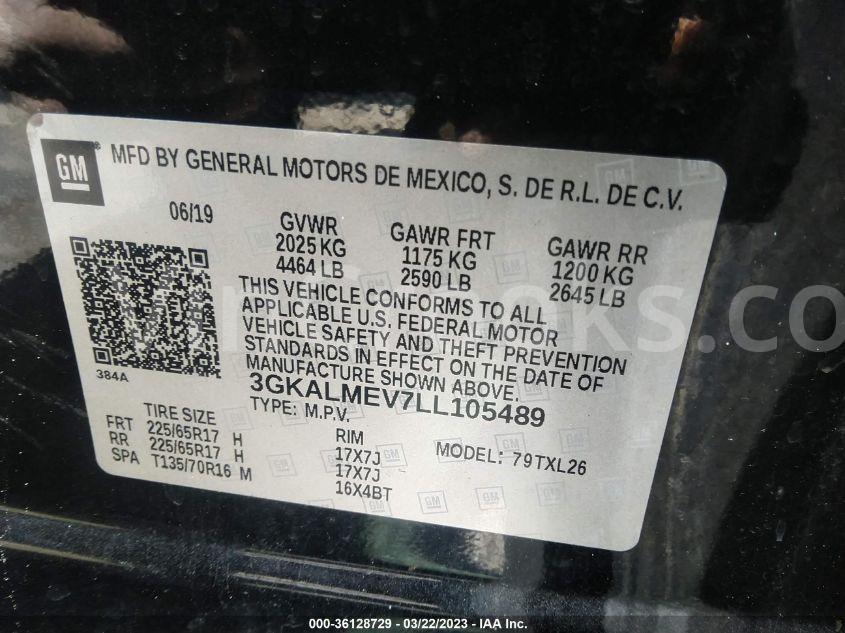 GM
MFD BY GENERAL MOTORS DE MEXICO, S. DE R.L. DE C.V.
06/19
GVWR GAWR FRT GAWR RR
2025 KG 1175 KG 1200 KG
4464 LB 2590 LB 2645 LB
THIS VEHICLE CONFORMS TO ALL
APPLICABLE U.S. FEDERAL MOTOR
VEHICLE SAFETY AND THEFT PREVENTION
STANDARDS IN EFFECT ON THE DATE OF
MANUFACTURE SHOWN ABOVE.
384A
3GKALMEV7LL105489
TYPE: M.P.V. MODEL: 79TXL26
TIRE SIZE RIM
FRT 225/65R17 H 17X7J
RR 225/65R17 H 17X7J
SPA T135/70R16 M 16X4BT
000-36128729 - 03/22/2023 - IAA Inc.